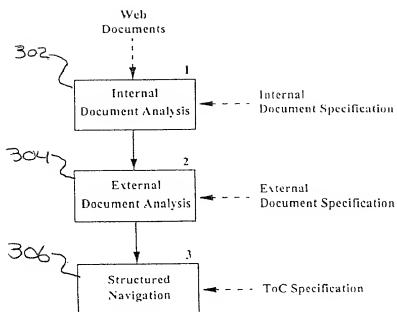 Web
Documents
302
1
Internal
Document Analysis
Internal
Document Specification
304
2
External
Document Analysis
External
Document Specification
306
3
Structured
Navigation
ToC Specification